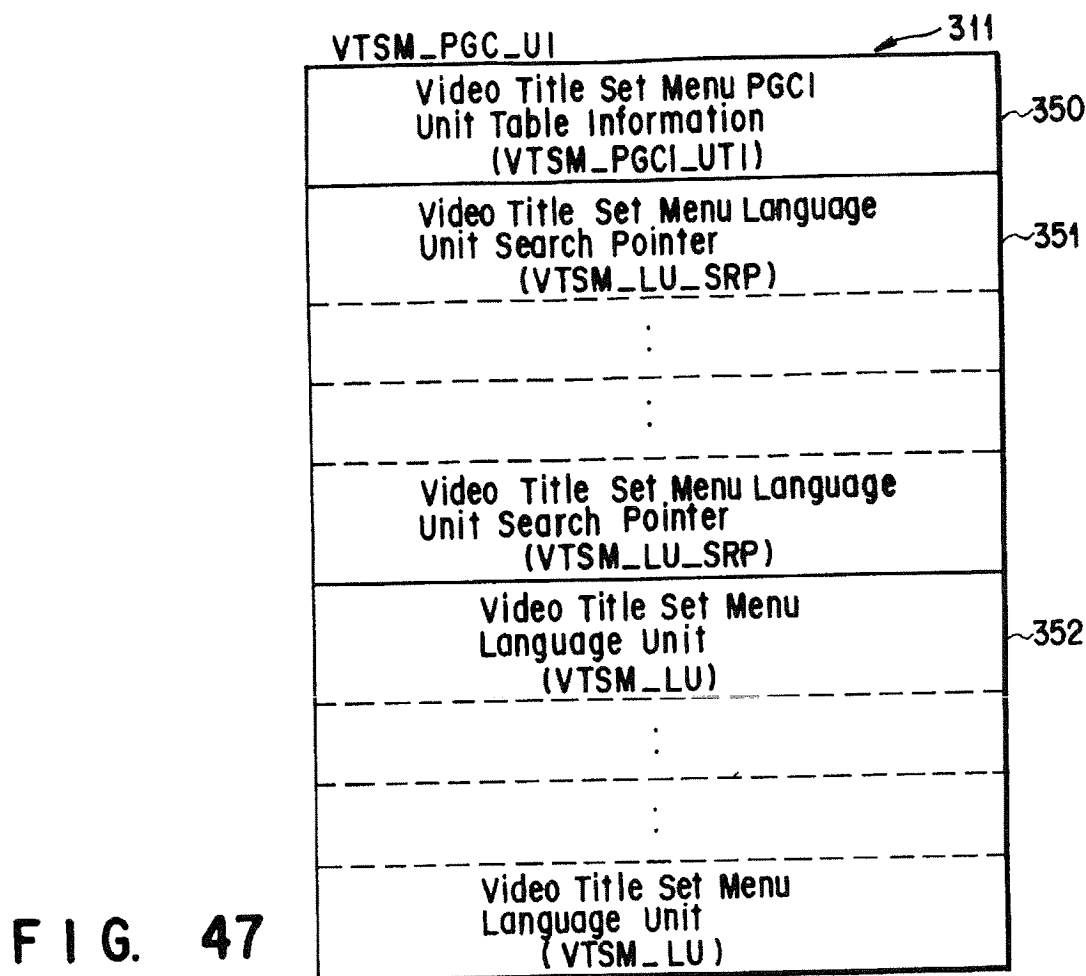 VTSM_PGC_UI
311
Video Title Set Menu PGCI
Unit Table Information
(VTSM_PGCI_UTI)
350
Video Title Set Menu Language
Unit Search Pointer
(VTSM_LU_SRP)
351
Video Title Set Menu Language
Unit Search Pointer
(VTSM_LU_SRP)
Video Title Set Menu
Language Unit
(VTSM_LU)
352
Video Title Set Menu
Language Unit
(VTSM_LU)
FIG. 47